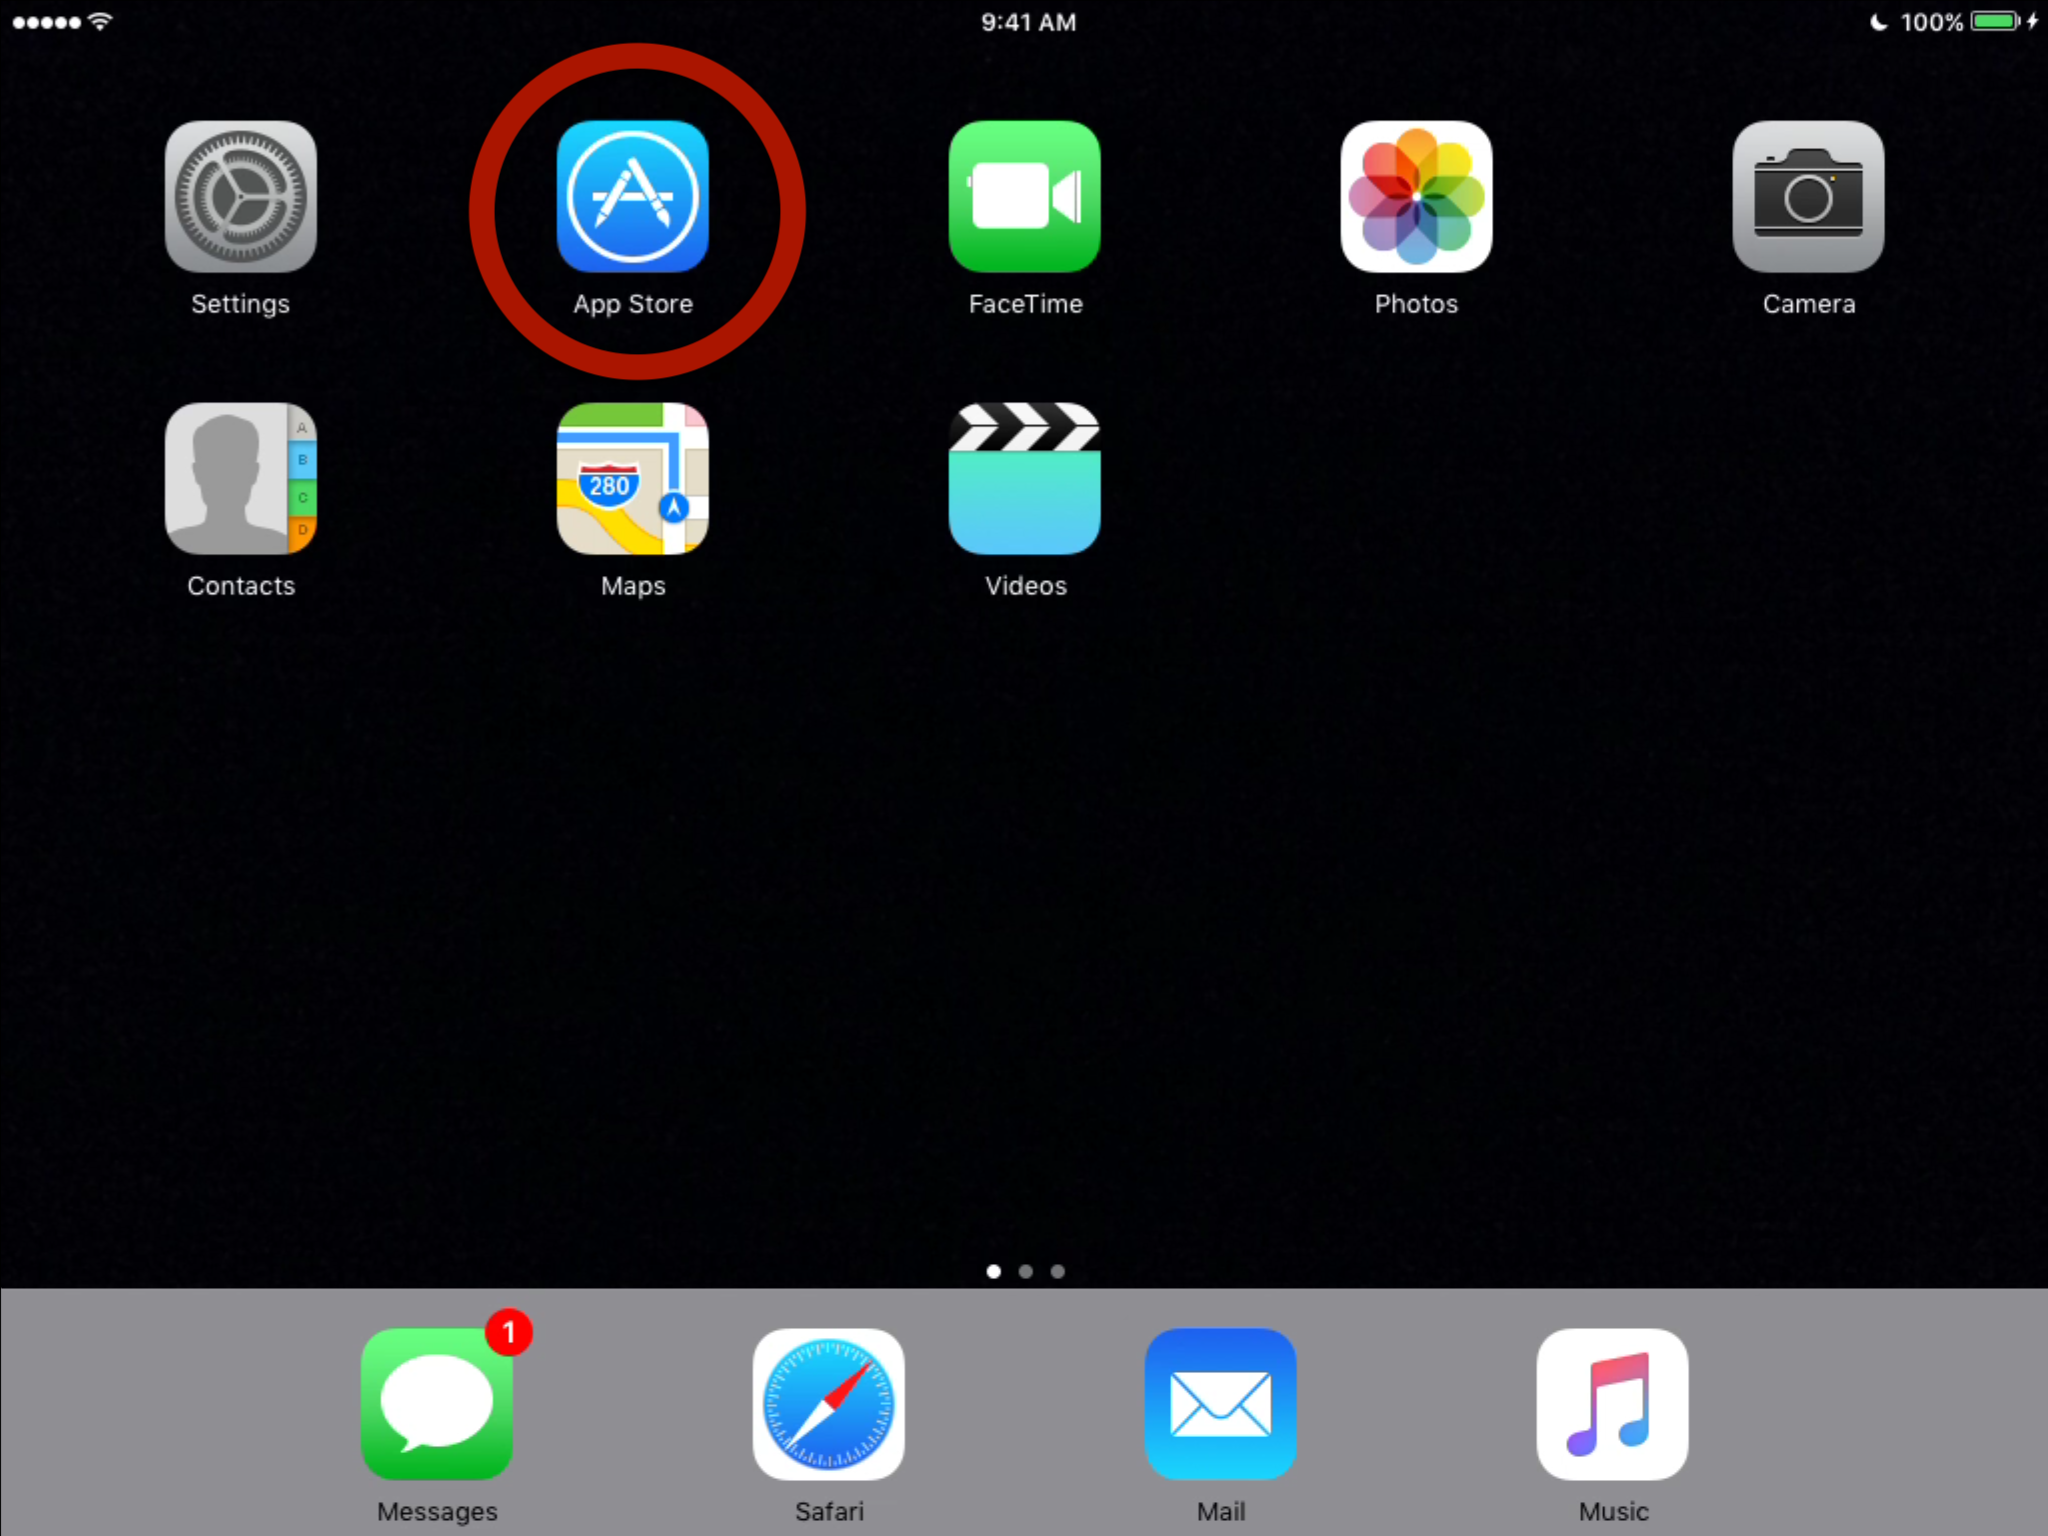 9:41 AM
100%
Settings
App Store
FaceTime
Photos
Camera
A
B
C
D
280
Contacts
Maps
Videos
1
Messages
Safari
Mail
Music